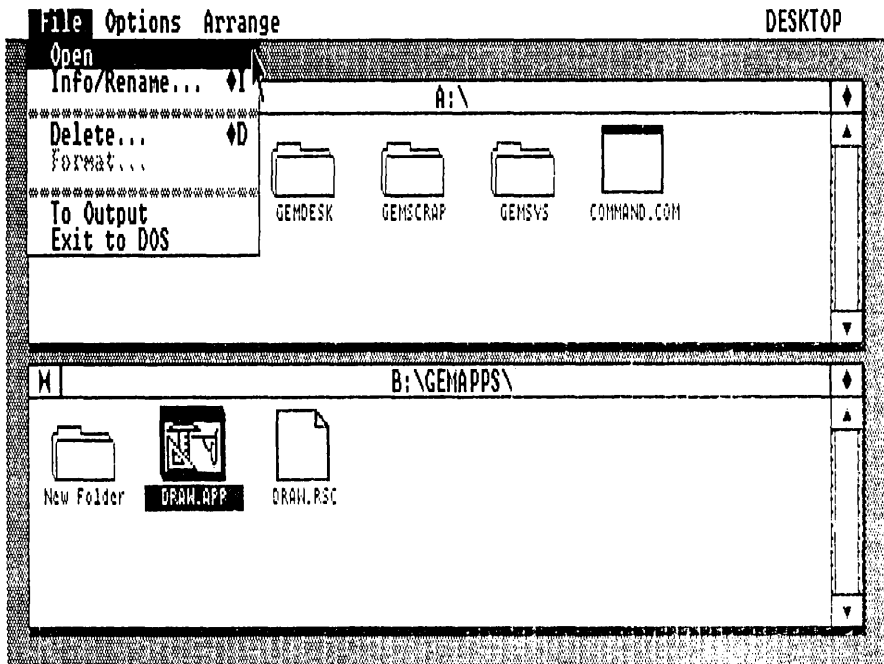 File Options Arrange DESKTOP
Open
Info/Rename... ♦I
Delete... ♦D
Format...
To Output
Exit to DOS
A:\
GEMDESK GEMSCRAP GEMSYS COMMAND.COM
B:\GEMAPPS\
New Folder DRAW.APP DRAW.RSC